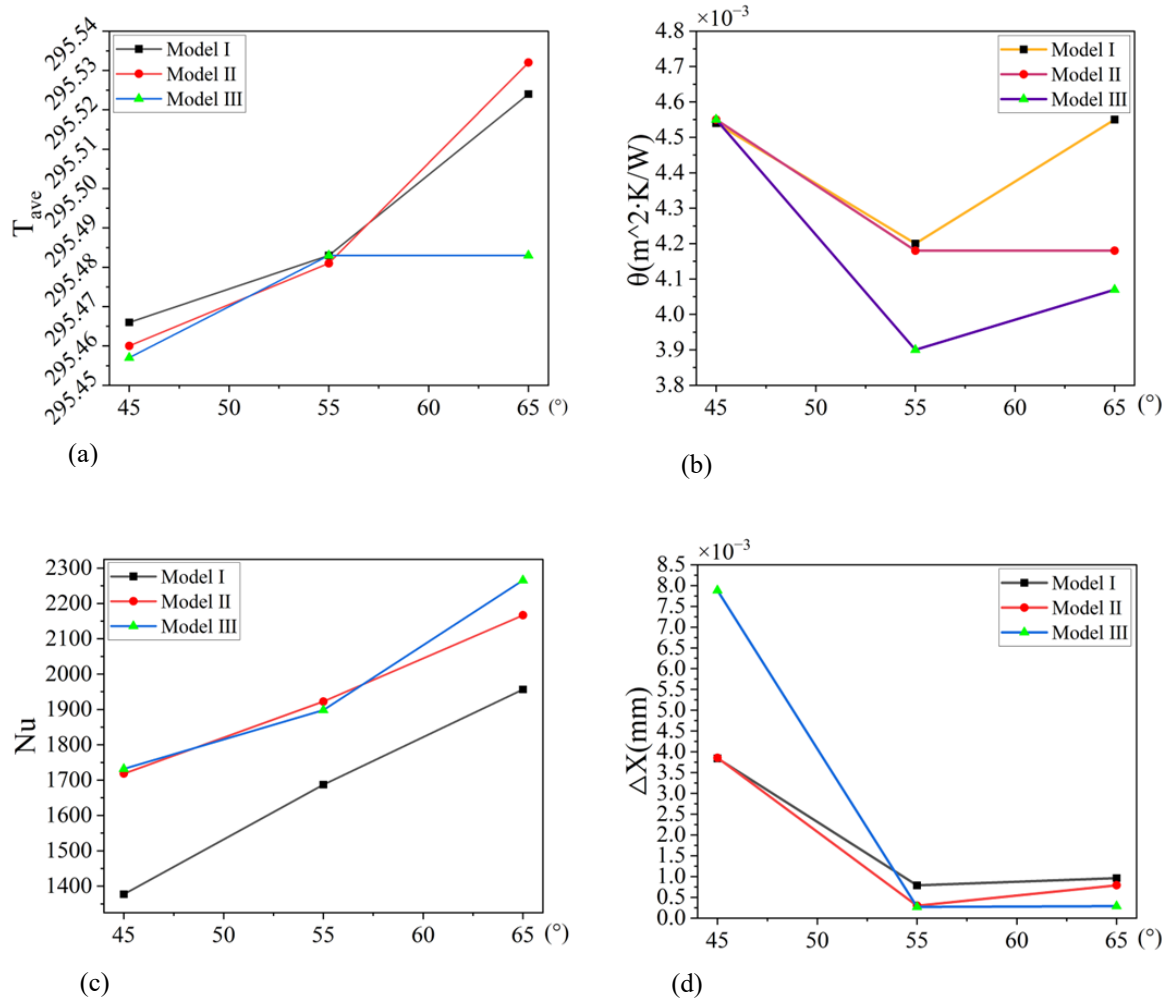 295.54
295.53
295.52
295.51
295.50
295.49
295.48
295.47
295.46
295.45
T_ave
Model I
Model II
Model III
45 50 55 60 65 (°)
(a)
×10⁻³
4.8
4.7
4.6
4.5
4.4
4.3
4.2
4.1
4.0
3.9
3.8
θ(m^2·K/W)
Model I
Model II
Model III
45 50 55 60 65 (°)
(b)
2300
2200
2100
2000
1900
1800
1700
1600
1500
1400
Nu
Model I
Model II
Model III
45 50 55 60 65 (°)
(c)
×10⁻³
8.5
8.0
7.5
7.0
6.5
6.0
5.5
5.0
4.5
4.0
3.5
3.0
2.5
2.0
1.5
1.0
0.5
0.0
△X(mm)
Model I
Model II
Model III
45 50 55 60 65 (°)
(d)